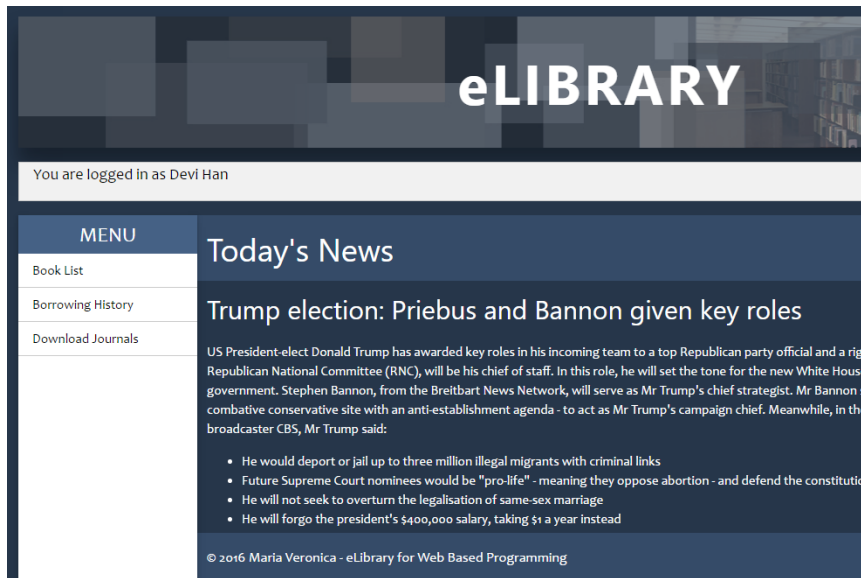 eLIBRARY
You are logged in as Devi Han
MENU
Book List
Borrowing History
Download Journals
Today's News
Trump election: Priebus and Bannon given key roles
US President-elect Donald Trump has awarded key roles in his incoming team to a top Republican party official and a
Republican National Committee (RNC), will be his chief of staff. In this role, he will set the tone for the new White
government. Stephen Bannon, from the Breitbart News Network, will serve as Mr Trump's chief strategist. Mr Bannon
combative conservative site with an anti-establishment agenda - to act as Mr Trump's campaign chief. Meanwhile, in
broadcaster CBS, Mr Trump said:
• He would deport or jail up to three million illegal migrants with criminal links
• Future Supreme Court nominees would be "pro-life" - meaning they oppose abortion - and defend the
• He will not seek to overturn the legalisation of same-sex marriage
• He will forgo the president's $400,000 salary, taking $1 a year instead
© 2016 Maria Veronica - eLibrary for Web Based Programming